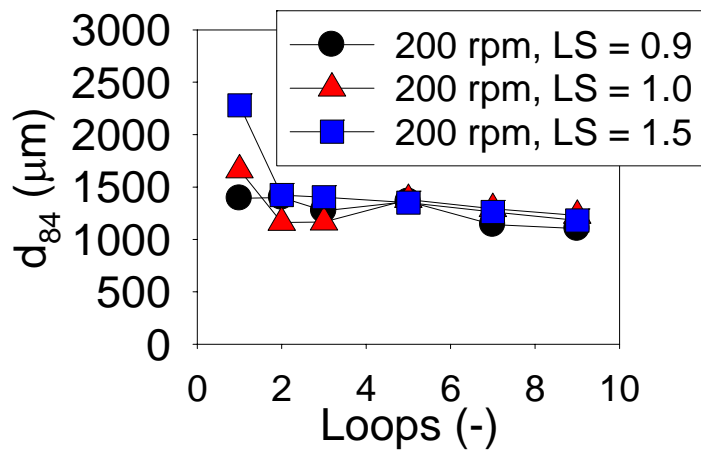 3000
2500
2000
1500
1000
500
0
d84 (μm)
200 rpm, LS = 0.9
200 rpm, LS = 1.0
200 rpm, LS = 1.5
0 2 4 6 8 10
Loops (-)